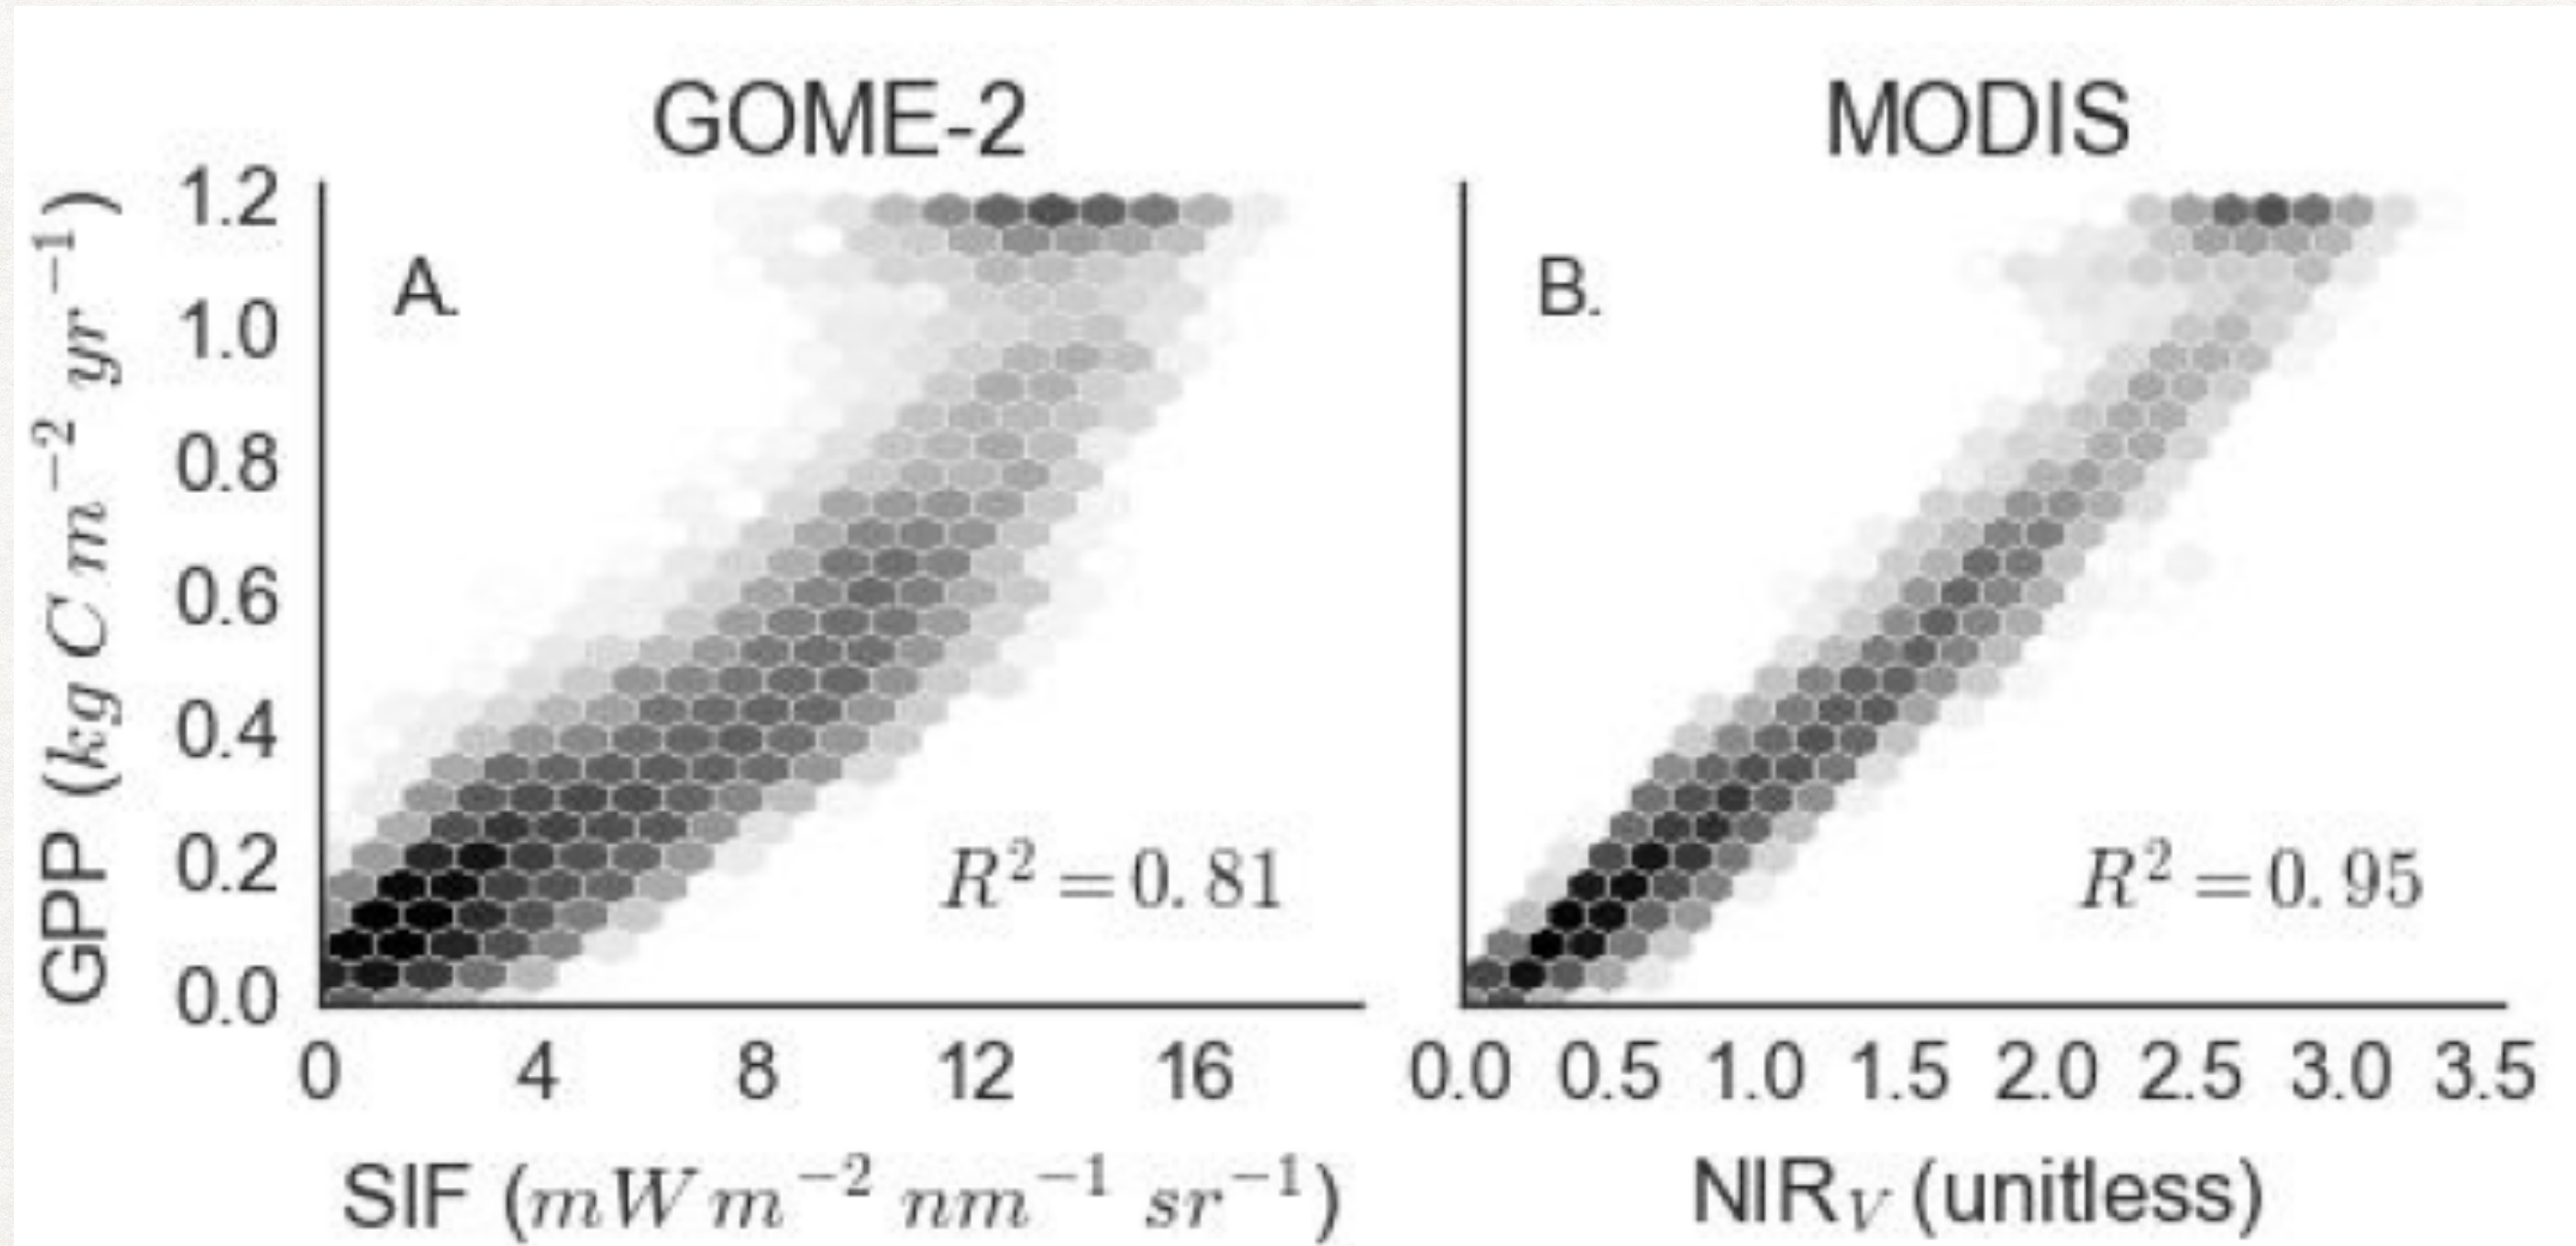 GOME-2
MODIS
GPP (kg C m⁻² yr⁻¹)
1.2
1.0
0.8
0.6
0.4
0.2
0.0
A.
R² = 0.81
0 4 8 12 16
SIF (mW m⁻² nm⁻¹ sr⁻¹)
B.
R² = 0.95
0.0 0.5 1.0 1.5 2.0 2.5 3.0 3.5
NIR_V (unitless)